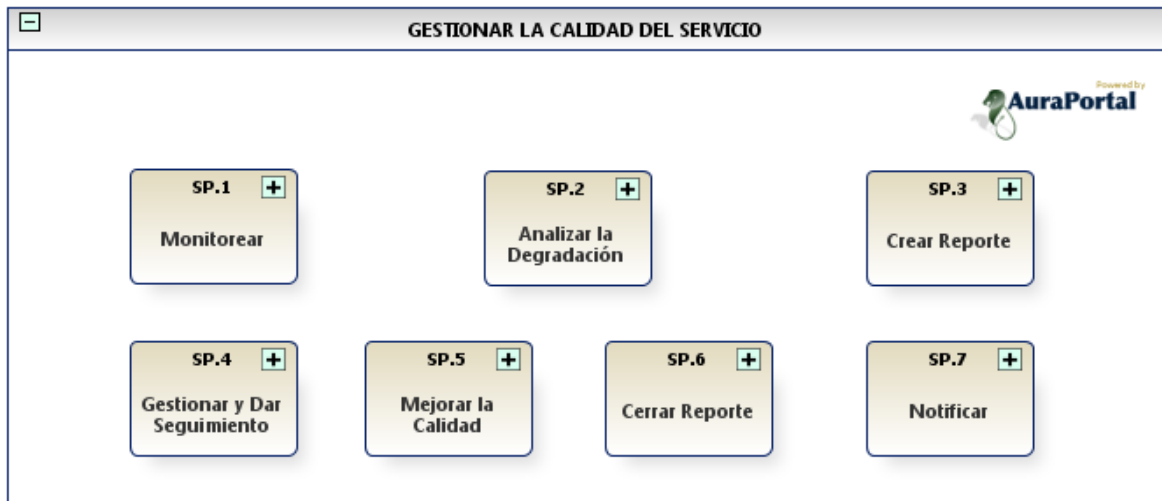 GESTIONAR LA CALIDAD DEL SERVICIO
Powered by
AuraPortal
SP.1
Monitorear
SP.2
Analizar la
Degradación
SP.3
Crear Reporte
SP.4
Gestionar y Dar
Seguimiento
SP.5
Mejorar la
Calidad
SP.6
Cerrar Reporte
SP.7
Notificar